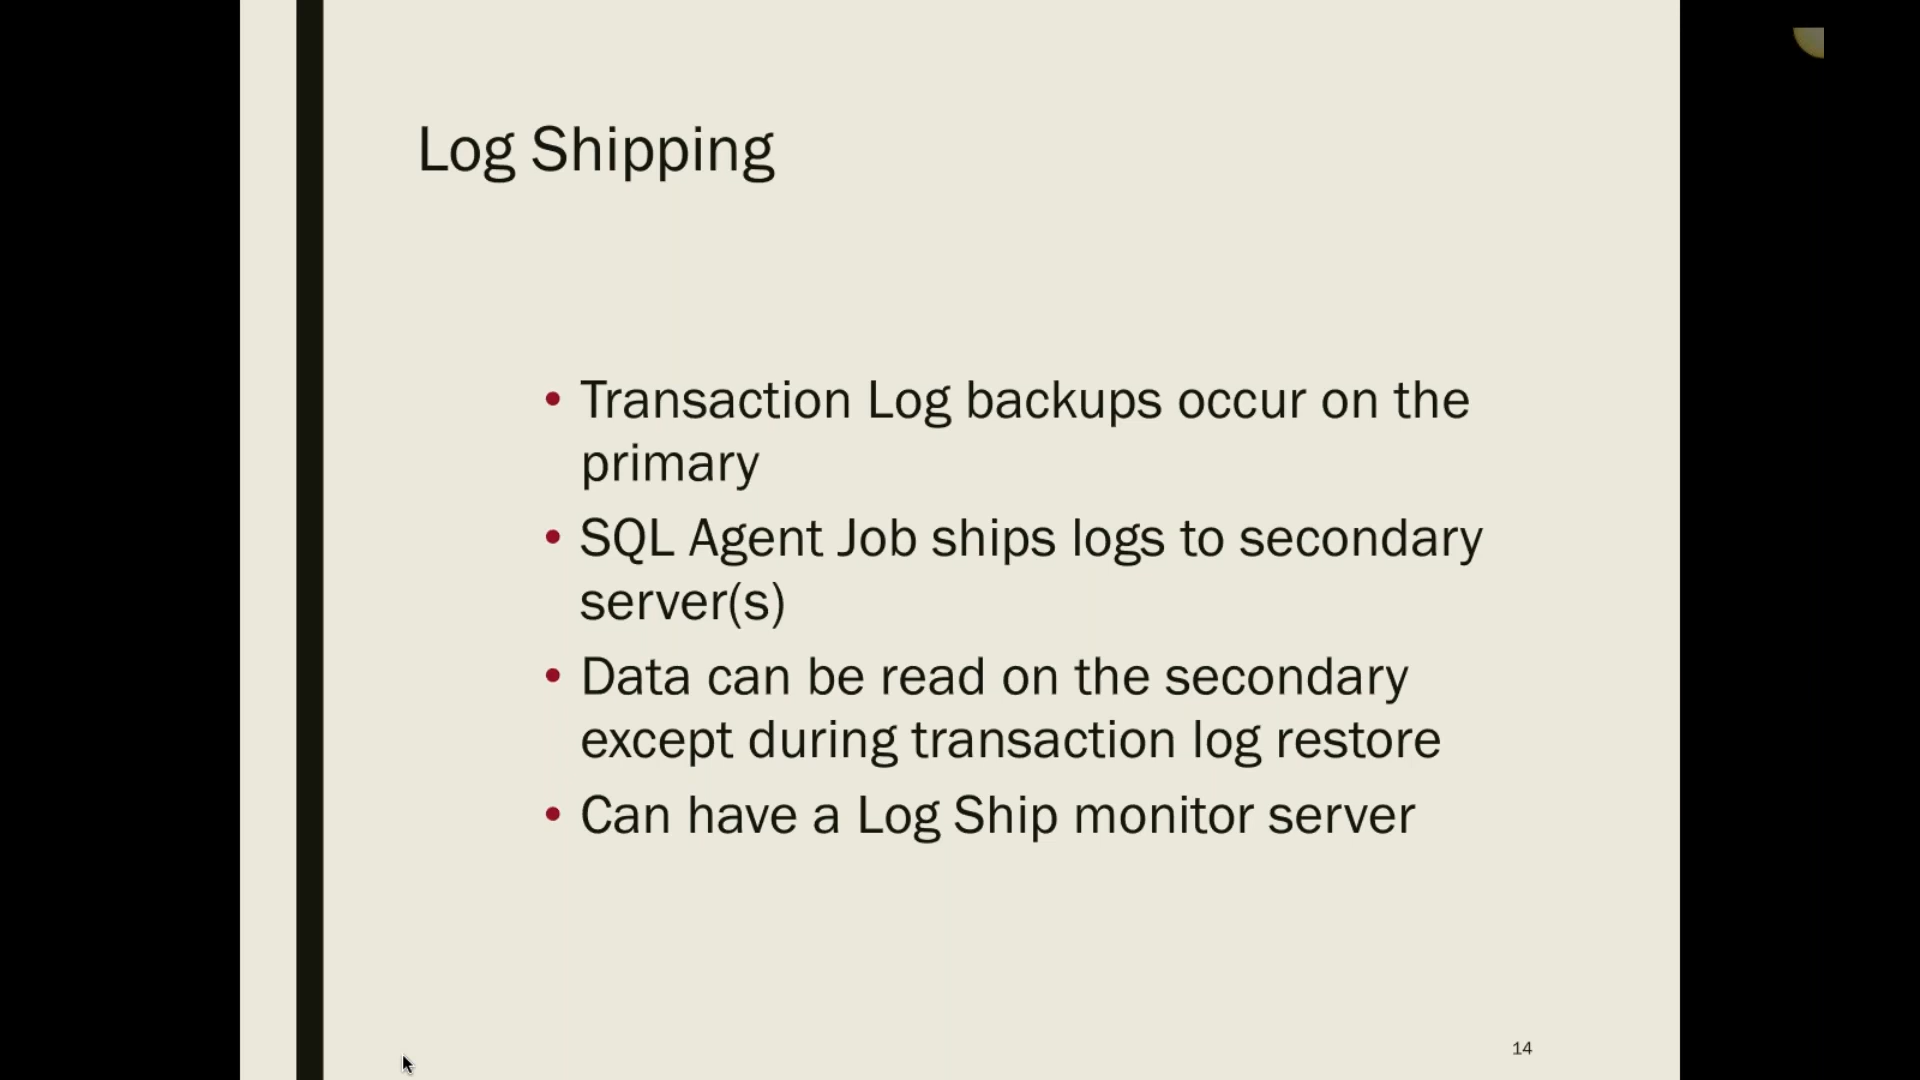 Log Shipping
• Transaction Log backups occur on the
primary
• SQL Agent Job ships logs to secondary
server(s)
• Data can be read on the secondary
except during transaction log restore
• Can have a Log Ship monitor server
14